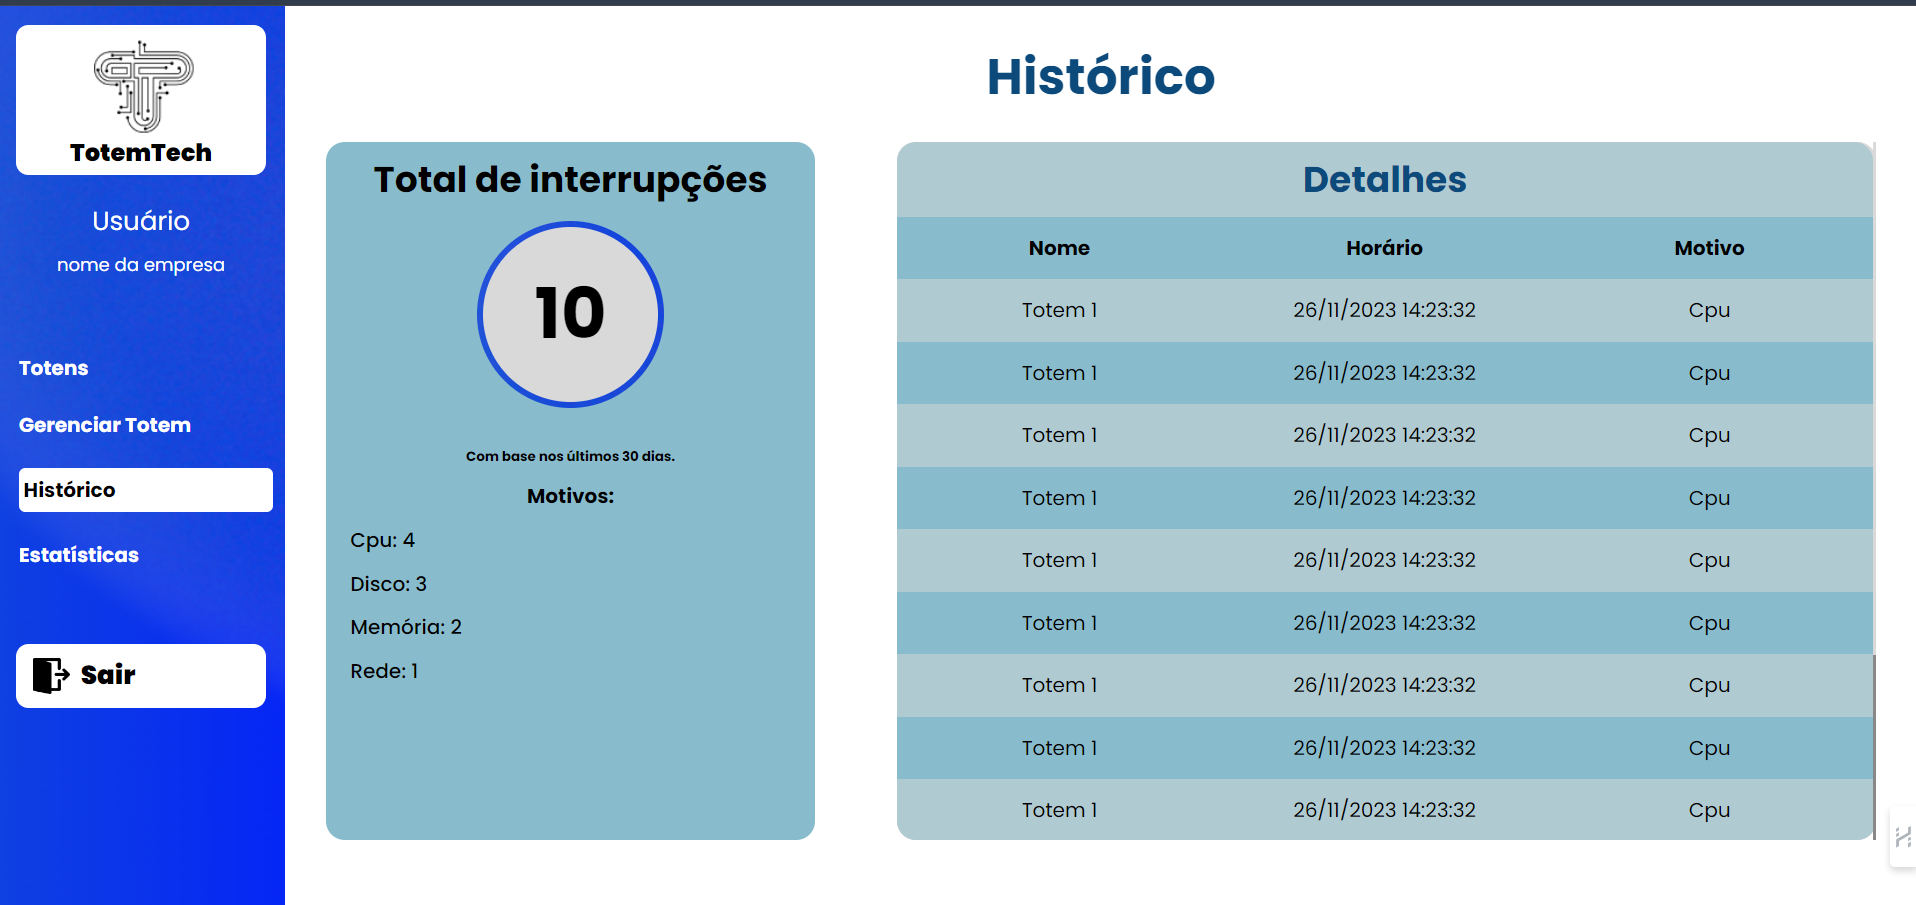 TotemTech
Usuário
nome da empresa
Totens
Gerenciar Totem
Histórico
Estatísticas
Sair
Histórico
Total de interrupções
10
Com base nos últimos 30 dias.
Motivos:
Cpu: 4
Disco: 3
Memória: 2
Rede: 1
Detalhes
Nome Horário Motivo
Totem 1 26/11/2023 14:23:32 Cpu
Totem 1 26/11/2023 14:23:32 Cpu
Totem 1 26/11/2023 14:23:32 Cpu
Totem 1 26/11/2023 14:23:32 Cpu
Totem 1 26/11/2023 14:23:32 Cpu
Totem 1 26/11/2023 14:23:32 Cpu
Totem 1 26/11/2023 14:23:32 Cpu
Totem 1 26/11/2023 14:23:32 Cpu
Totem 1 26/11/2023 14:23:32 Cpu